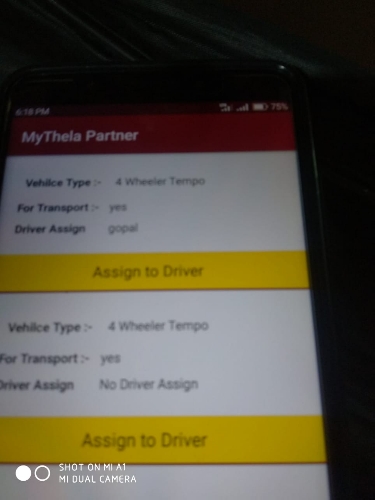 6:18 PM 75%
MyThela Partner
Vehilce Type :- 4 Wheeler Tempo
For Transport :- yes
Driver Assign gopal
Assign to Driver
Vehilce Type :- 4 Wheeler Tempo
For Transport :- yes
Driver Assign No Driver Assign
Assign to Driver
SHOT ON MI A1
MI DUAL CAMERA